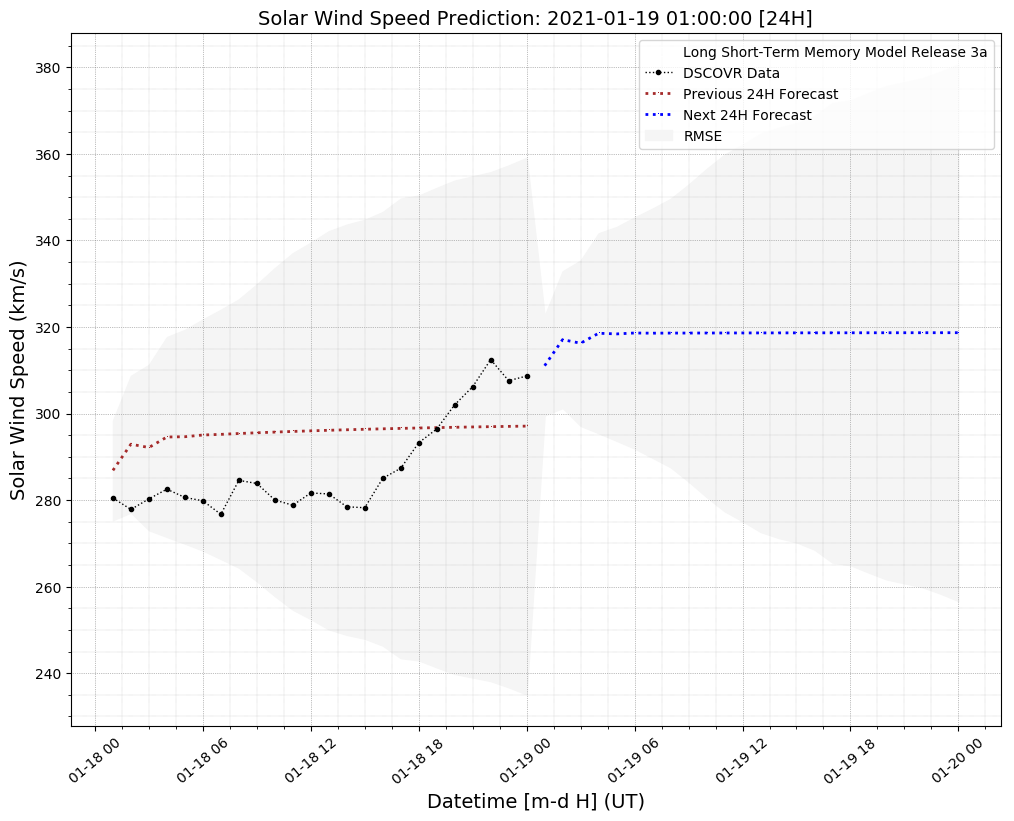 Solar Wind Speed Prediction: 2021-01-19 01:00:00 [24H]
Long Short-Term Memory Model Release 3a
DSCOVR Data
Previous 24H Forecast
Next 24H Forecast
RMSE
Solar Wind Speed (km/s)
380
360
340
320
300
280
260
240
01-18 00
01-18 06
01-18 12
01-18 18
01-19 00
01-19 06
01-19 12
01-19 18
01-20 00
Datetime [m-d H] (UT)